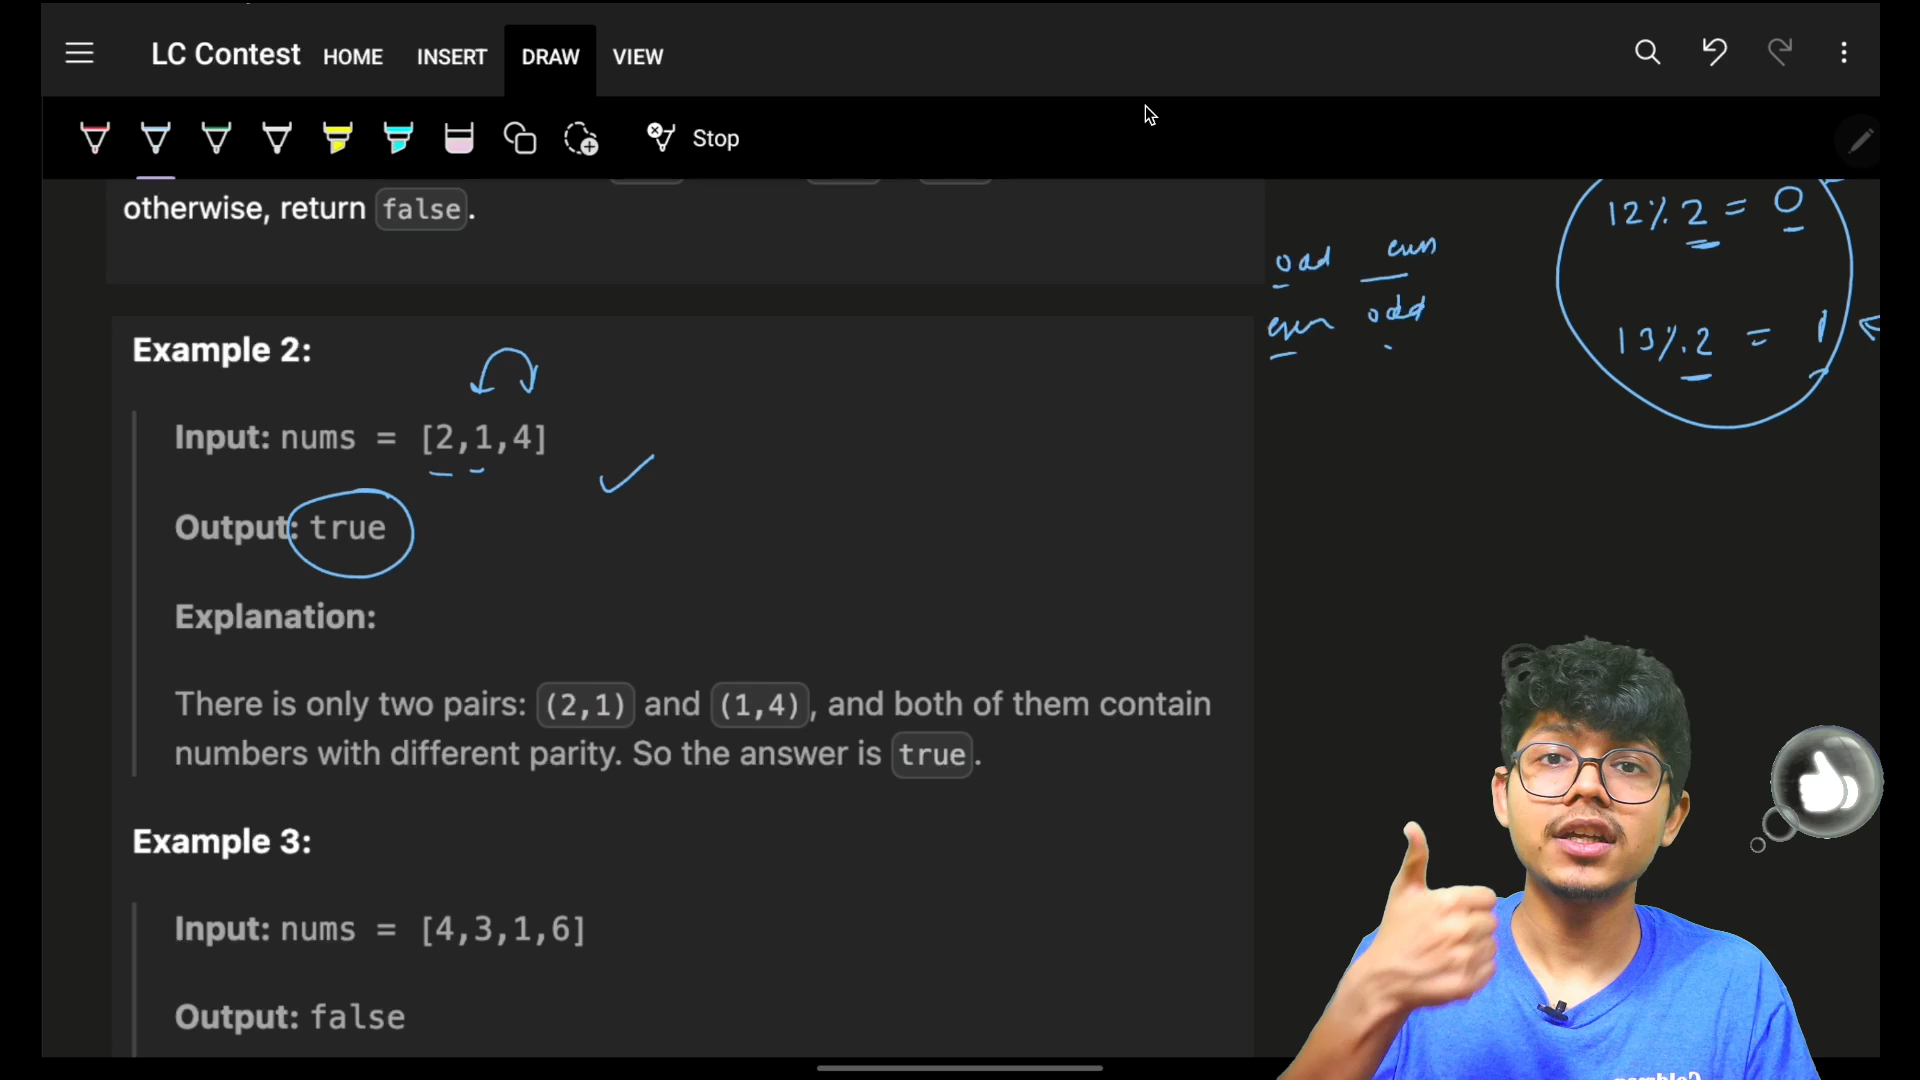 LC Contest HOME INSERT DRAW VIEW
Stop
otherwise, return false.
12%2 = 0
odd even
even odd
13%2 = 1
Example 2:
Input: nums = [2,1,4]
Output: true
Explanation:
There is only two pairs: (2,1) and (1,4), and both of them contain
numbers with different parity. So the answer is true.
Example 3:
Input: nums = [4,3,1,6]
Output: false